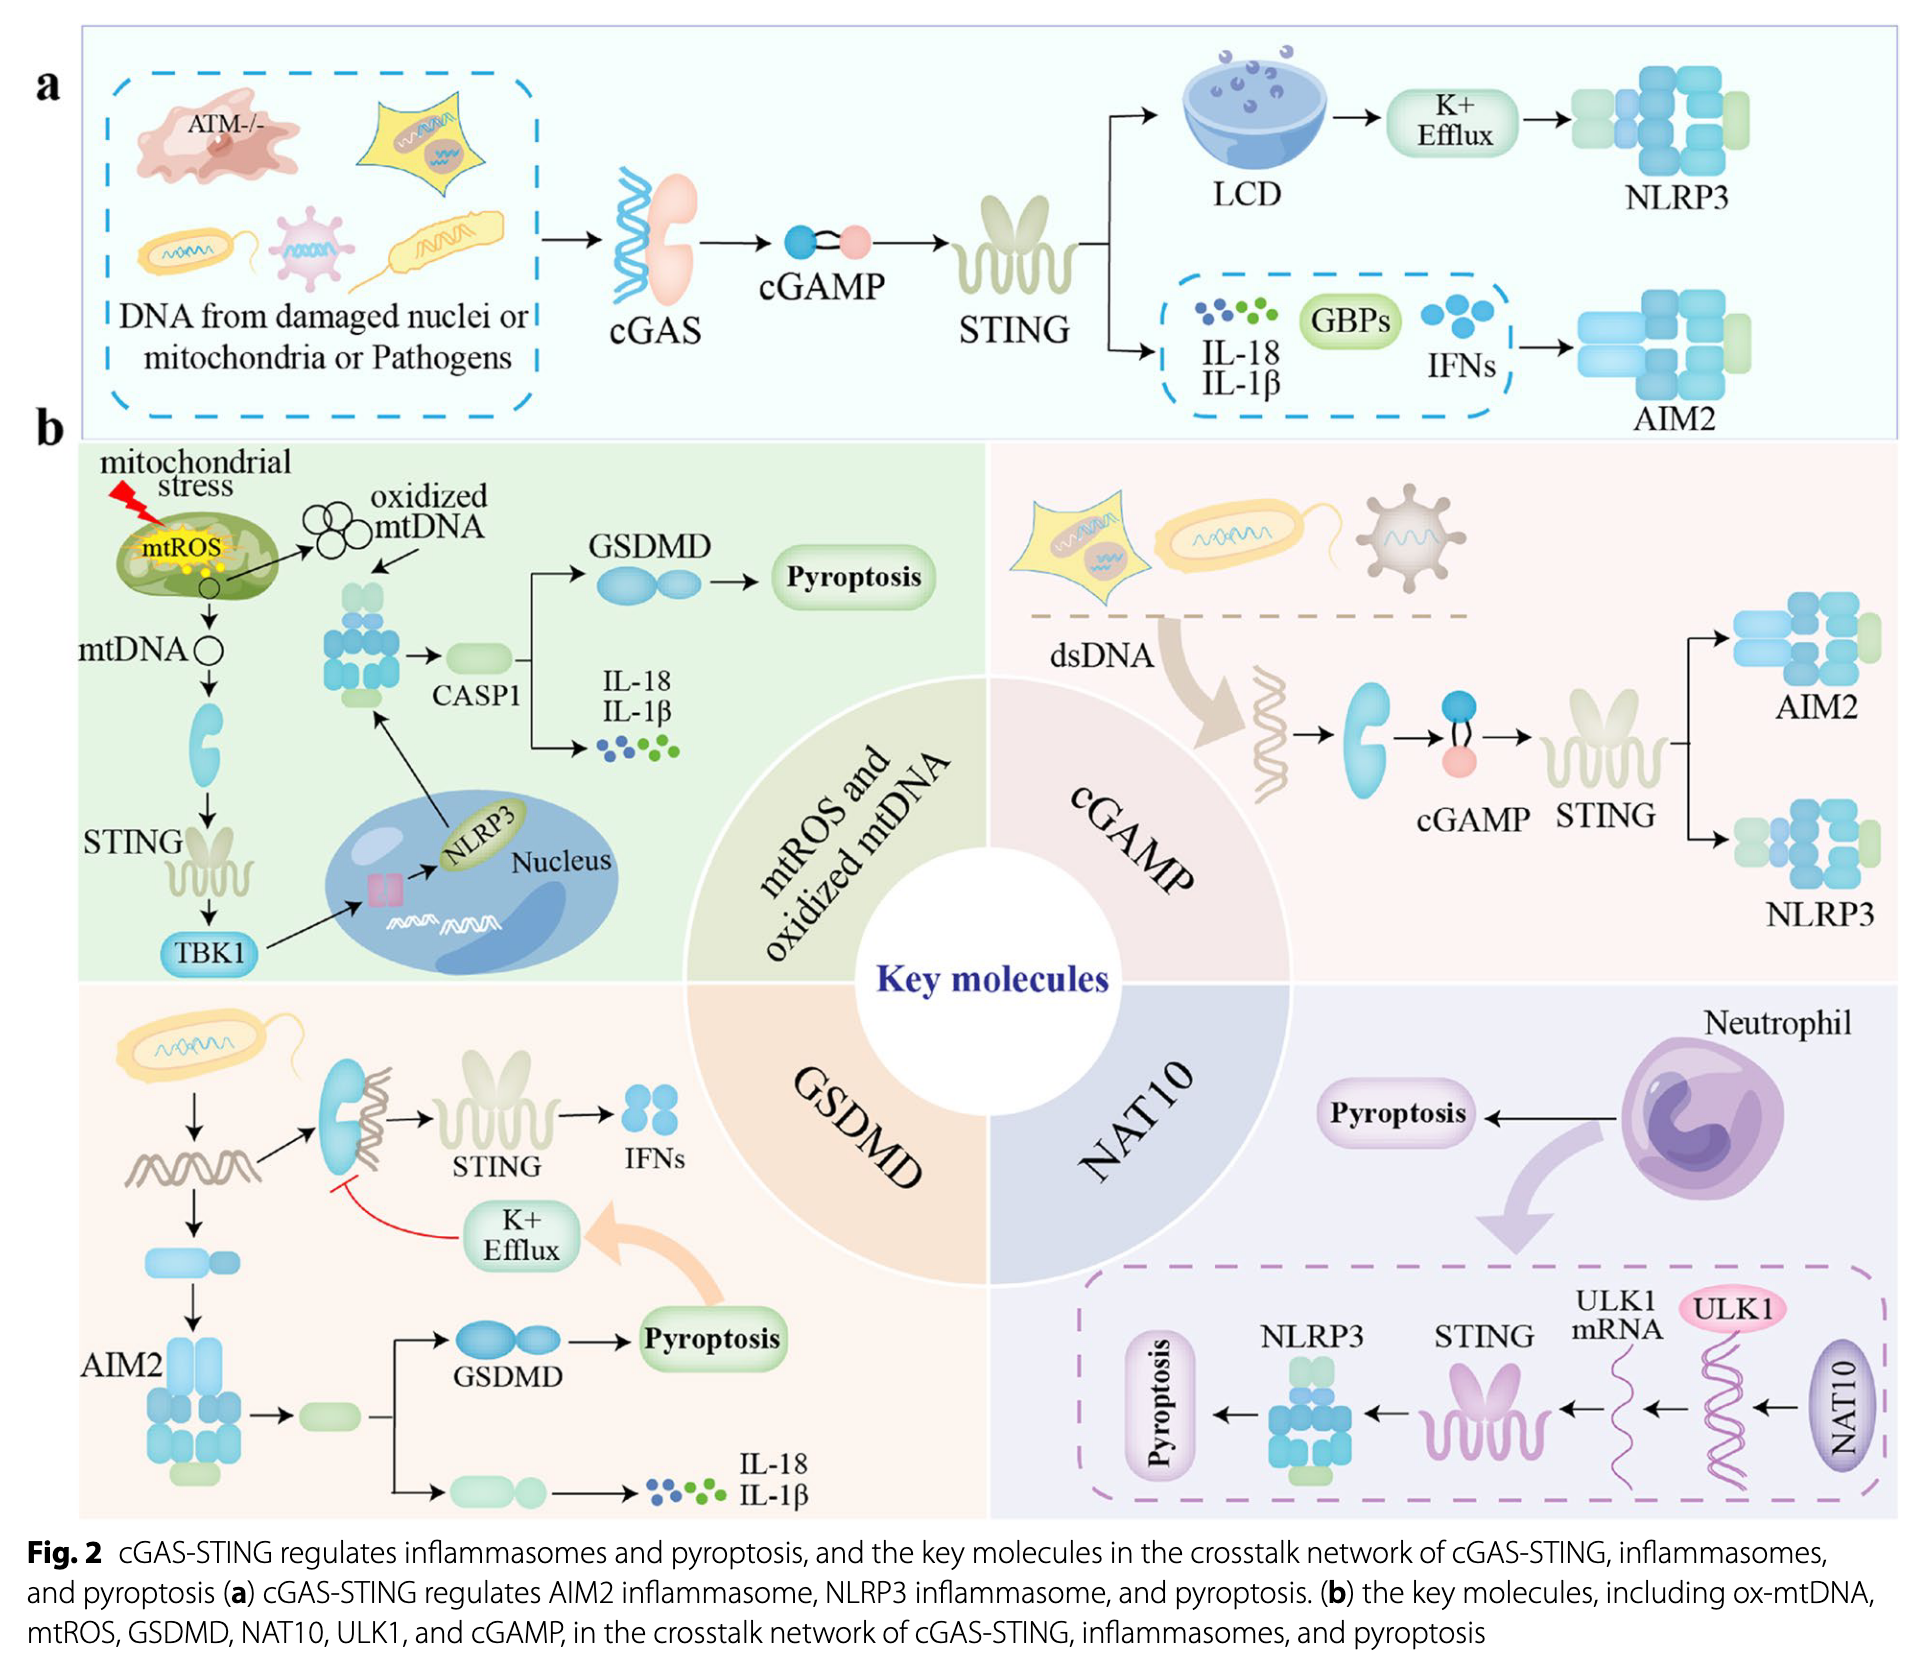 a
ATM-/-
DNA from damaged nuclei or
mitochondria or Pathogens
cGAS
cGAMP
STING
LCD
K+
Efflux
NLRP3
IL-18
IL-1β
GBPs
IFNs
AIM2
b
mitochondrial
stress
mtROS
oxidized
mtDNA
mtDNA
STING
TBK1
NLRP3
Nucleus
CASP1
GSDMD
Pyroptosis
IL-18
IL-1β
mtROS and
oxidized mtDNA
dsDNA
cGAMP
STING
AIM2
NLRP3
cGAMP
Key molecules
GSDMD
NAT10
STING
IFNs
K+
Efflux
AIM2
GSDMD
Pyroptosis
IL-18
IL-1β
Neutrophil
Pyroptosis
Pyroptosis
NLRP3
STING
ULK1
mRNA
ULK1
NAT10
Fig. 2 cGAS-STING regulates inflammasomes and pyroptosis, and the key molecules in the crosstalk network of cGAS-STING, inflammasomes,
and pyroptosis (a) cGAS-STING regulates AIM2 inflammasome, NLRP3 inflammasome, and pyroptosis. (b) the key molecules, including ox-mtDNA,
mtROS, GSDMD, NAT10, ULK1, and cGAMP, in the crosstalk network of cGAS-STING, inflammasomes, and pyroptosis